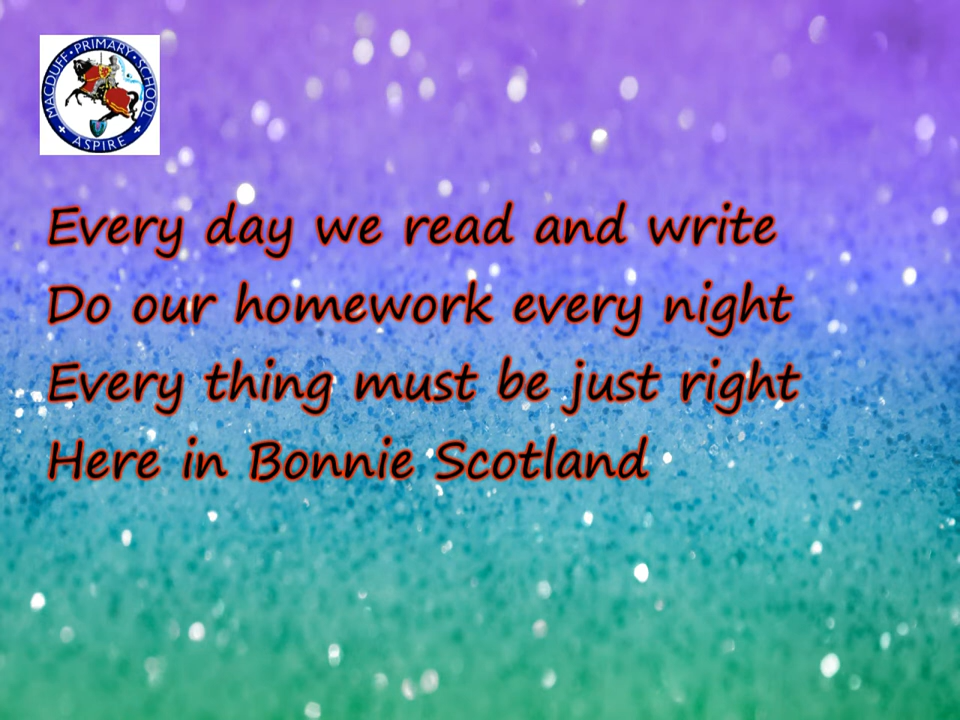 MACDUFF · PRIMARY · SCHOOL
ASPIRE
Every day we read and write
Do our homework every night
Every thing must be just right
Here in Bonnie Scotland